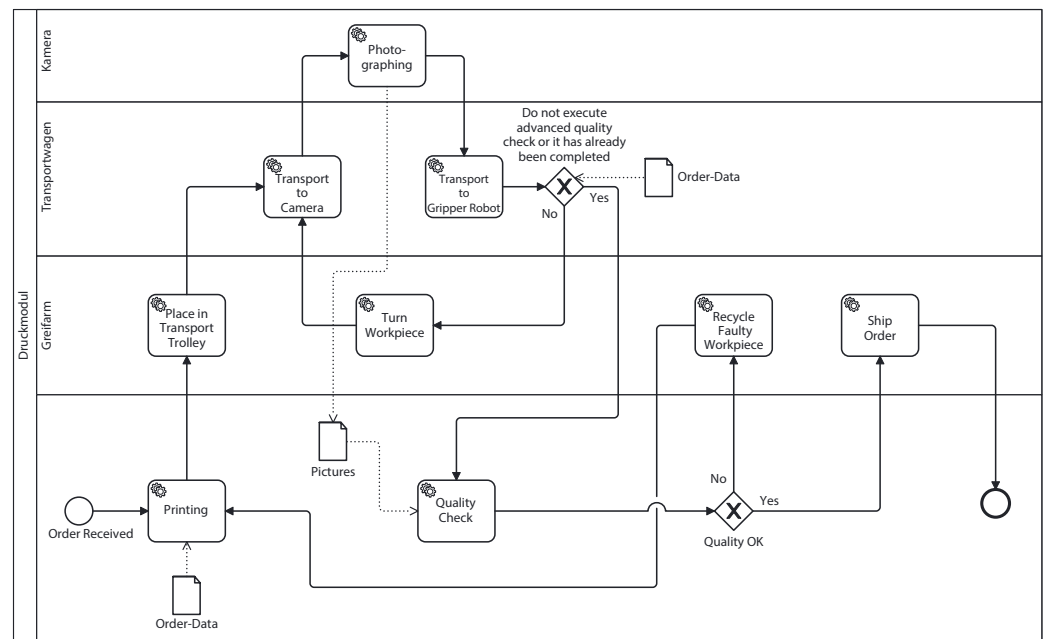 Druckmodul
Kamera
Photo-
graphing
Transportwagen
Transport
to
Camera
Transport
to
Gripper Robot
Do not execute
advanced quality
check or it has already
been completed
X
No
Yes
Order-Data
Greifarm
Place in
Transport
Trolley
Turn
Workpiece
Recycle
Faulty
Workpiece
Ship
Order
Pictures
Order Received
Printing
Order-Data
Quality
Check
No
X
Yes
Quality OK